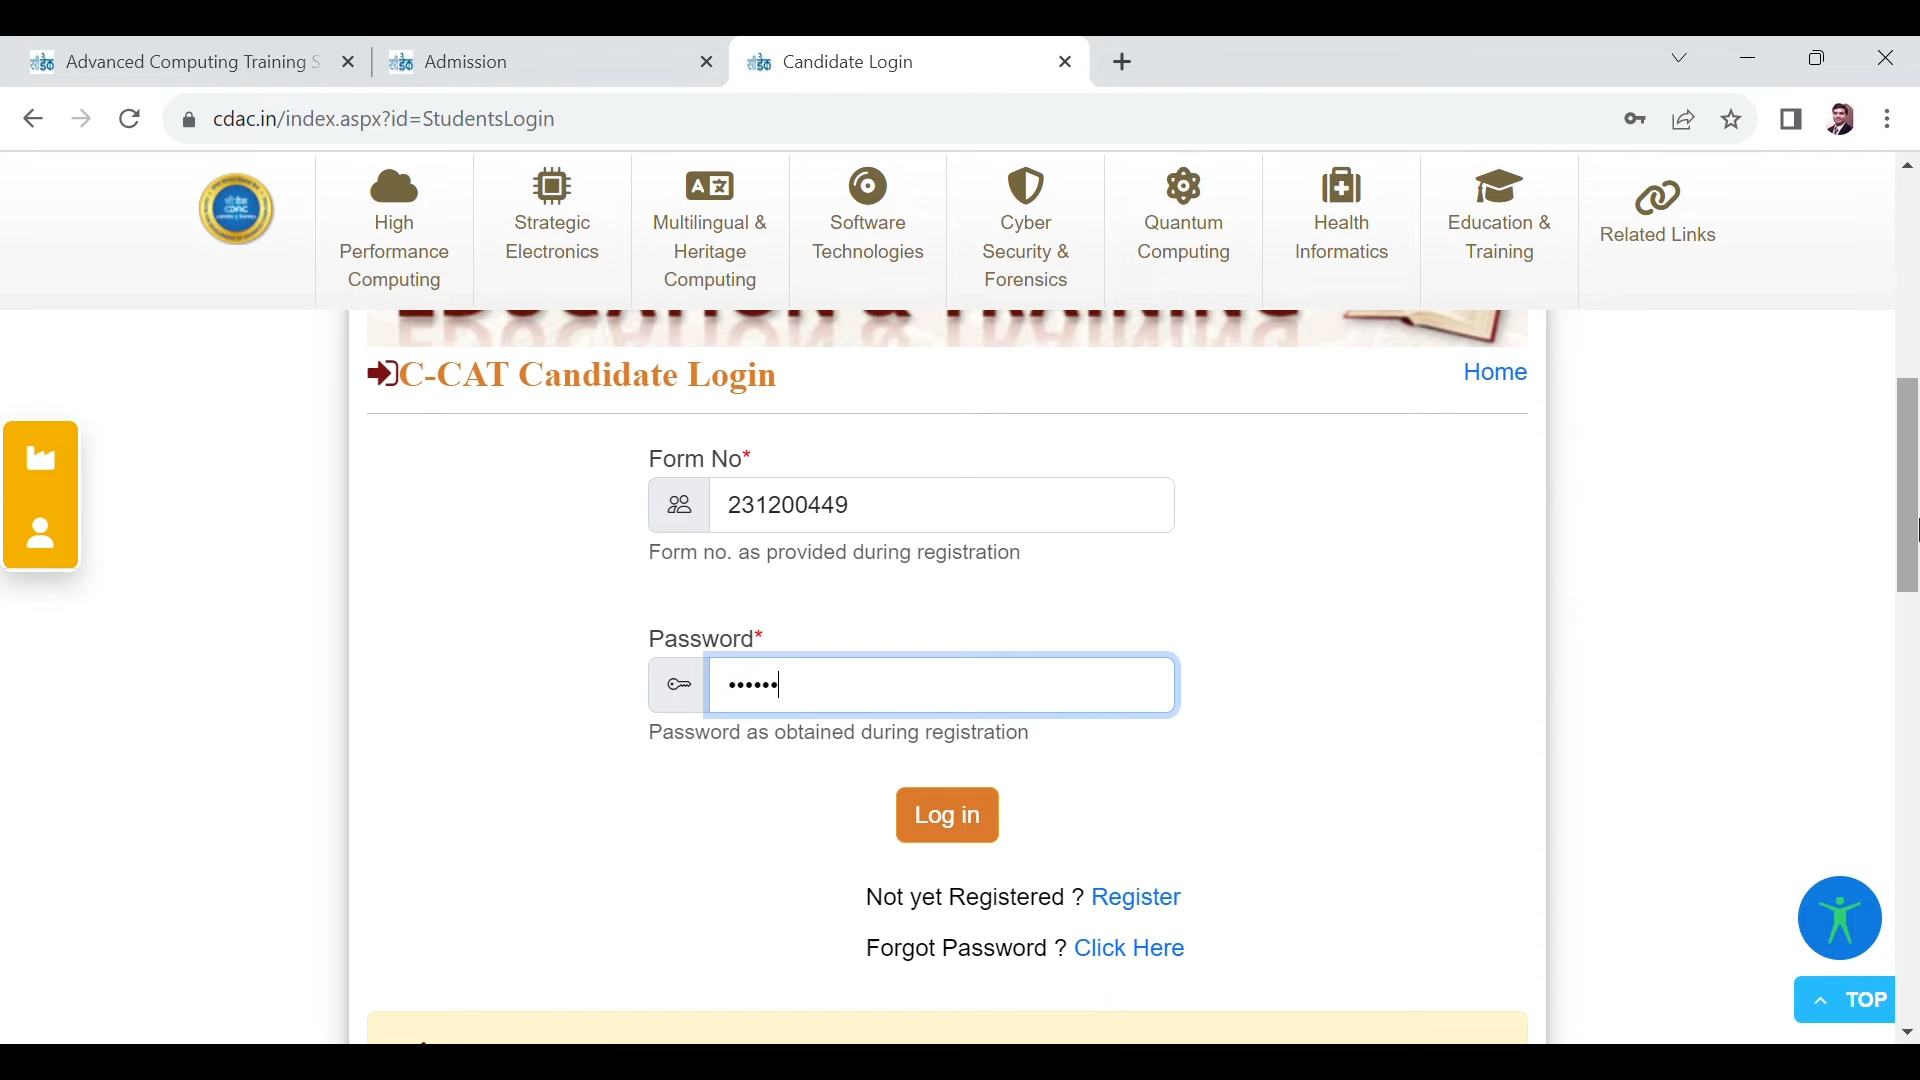 Advanced Computing Training S
Admission
Candidate Login
cdac.in/index.aspx?id=StudentsLogin
High
Performance
Computing
Strategic
Electronics
Multilingual &
Heritage
Computing
Software
Technologies
Cyber
Security &
Forensics
Quantum
Computing
Health
Informatics
Education &
Training
Related Links
EDUCATION & TRAINING
C-CAT Candidate Login
Home
Form No*
231200449
Form no. as provided during registration
Password*
••••••
Password as obtained during registration
Log in
Not yet Registered ? Register
Forgot Password ? Click Here
TOP